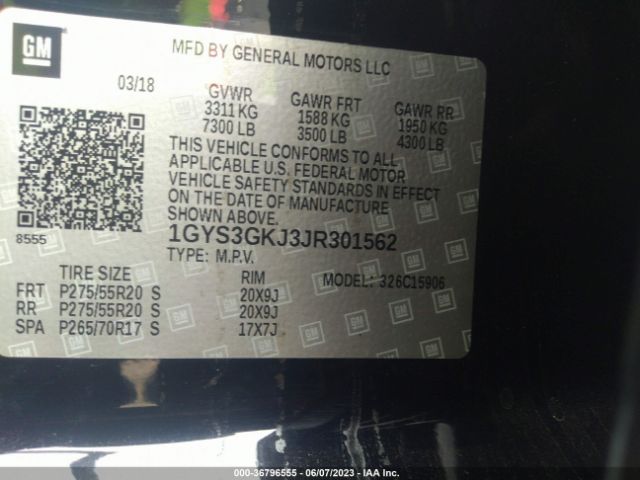 GM
MFD BY GENERAL MOTORS LLC
03/18
GVWR
3311 KG
7300 LB
GAWR FRT
1588 KG
3500 LB
GAWR RR
1950 KG
4300 LB
THIS VEHICLE CONFORMS TO ALL
APPLICABLE U.S. FEDERAL MOTOR
VEHICLE SAFETY STANDARDS IN EFFECT
ON THE DATE OF MANUFACTURE
SHOWN ABOVE.
8555
1GYS3GKJ3JR301562
TYPE: M.P.V.
TIRE SIZE RIM MODEL: 326C15906
FRT P275/55R20 S 20X9J
RR P275/55R20 S 20X9J
SPA P265/70R17 S 17X7J
000-36796555 - 06/07/2023 - IAA Inc.